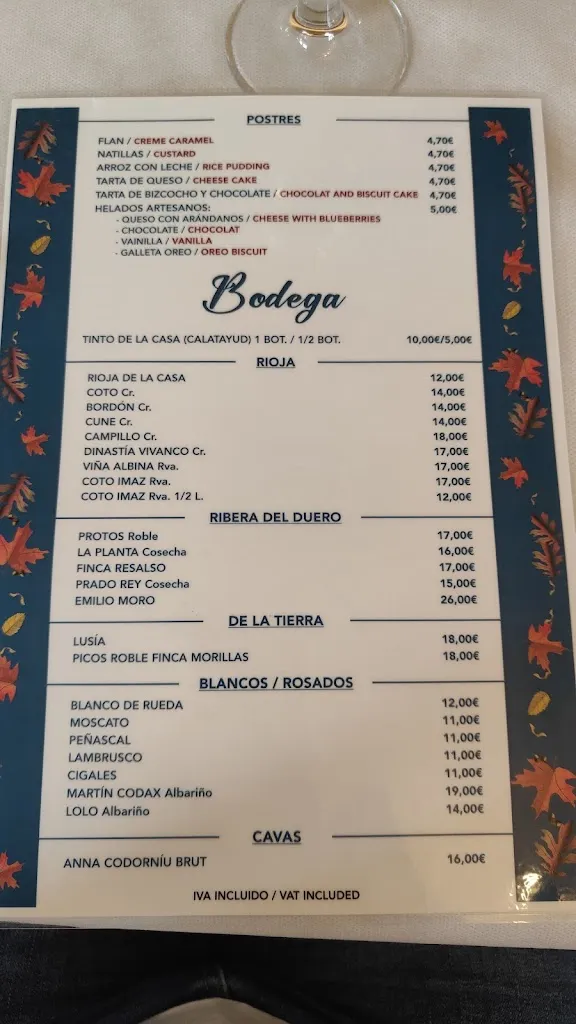 POSTRES
FLAN / CREME CARAMEL 4,70€
NATILLAS / CUSTARD 4,70€
ARROZ CON LECHE / RICE PUDDING 4,70€
TARTA DE QUESO / CHEESE CAKE 4,70€
TARTA DE BIZCOCHO Y CHOCOLATE / CHOCOLAT AND BISCUIT CAKE 4,70€
HELADOS ARTESANOS: 5,00€
- QUESO CON ARÁNDANOS / CHEESE WITH BLUEBERRIES
- CHOCOLATE / CHOCOLAT
- VAINILLA / VANILLA
- GALLETA OREO / OREO BISCUIT
Bodega
TINTO DE LA CASA (CALATAYUD) 1 BOT. / 1/2 BOT. 10,00€/5,00€
RIOJA
RIOJA DE LA CASA 12,00€
COTO Cr. 14,00€
BORDÓN Cr. 14,00€
CUNE Cr. 14,00€
CAMPILLO Cr. 18,00€
DINASTÍA VIVANCO Cr. 17,00€
VIÑA ALBINA Rva. 17,00€
COTO IMAZ Rva. 17,00€
COTO IMAZ Rva. 1/2 L. 12,00€
RIBERA DEL DUERO
PROTOS Roble 17,00€
LA PLANTA Cosecha 16,00€
FINCA RESALSO 17,00€
PRADO REY Cosecha 15,00€
EMILIO MORO 26,00€
DE LA TIERRA
LUSÍA 18,00€
PICOS ROBLE FINCA MORILLAS 18,00€
BLANCOS / ROSADOS
BLANCO DE RUEDA 12,00€
MOSCATO 11,00€
PEÑASCAL 11,00€
LAMBRUSCO 11,00€
CIGALES 11,00€
MARTÍN CODAX Albariño 19,00€
LOLO Albariño 14,00€
CAVAS
ANNA CODORNÍU BRUT 16,00€
IVA INCLUIDO / VAT INCLUDED